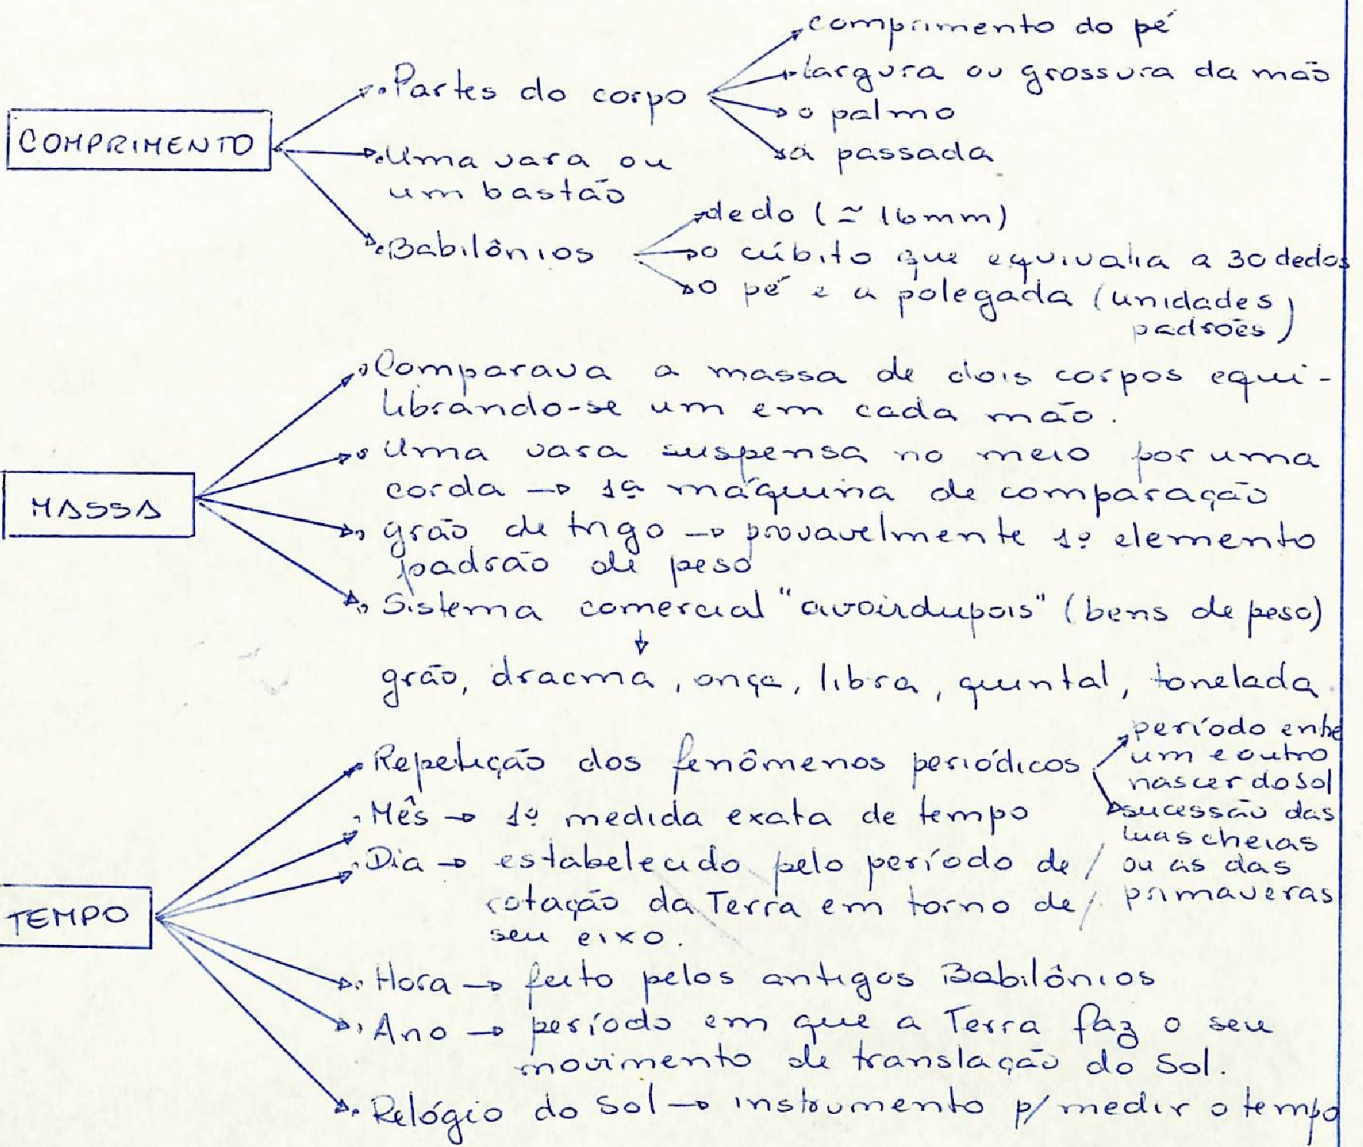 COMPRIMENTO
Partes do corpo
comprimento do pé
largura ou grossura da mão
o palmo
a passada
Uma vara ou
um bastão
Babilônios
dedo (≃ 16mm)
o cúbito que equivalia a 30 dedos
o pé e a polegada (unidades
padrões)
MASSA
Comparava a massa de dois corpos equi-
librando-se um em cada mão.
Uma vara suspensa no meio por uma
corda → 1ª máquina de comparação
grão de trigo → provavelmente 1º elemento
padrão de peso
Sistema comercial "avoirdupois" (bens de peso)
↓
grão, dracma, onça, libra, quintal, tonelada.
TEMPO
Repetição dos fenômenos periódicos
período entre
um e outro
nascer do sol
sucessão das
luas cheias
ou as das
primaveras
Mês → 1º medida exata de tempo
Dia → estabelecido pelo período de
rotação da Terra em torno de
seu eixo.
Hora → feito pelos antigos Babilônios
Ano → período em que a Terra faz o seu
movimento de translação do Sol.
Relógio do Sol → instrumento p/ medir o tempo